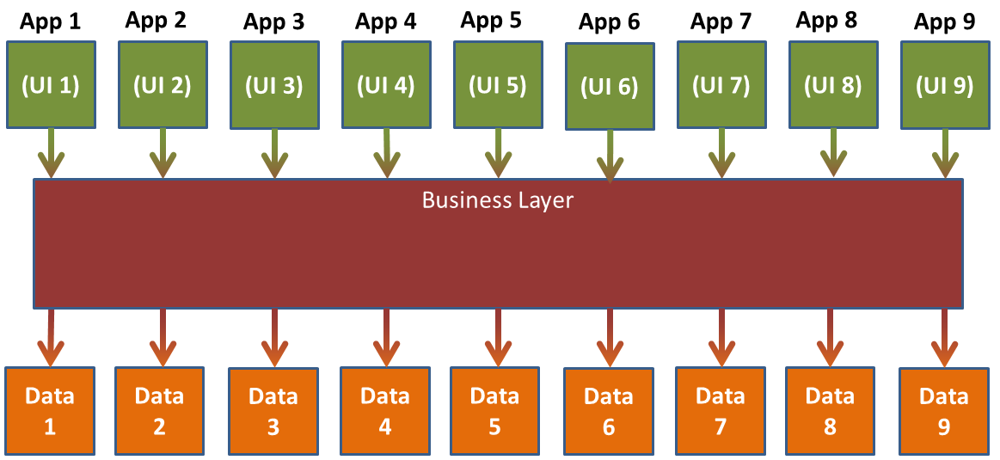 App 1 App 2 App 3 App 4 App 5 App 6 App 7 App 8 App 9
(UI 1) (UI 2) (UI 3) (UI 4) (UI 5) (UI 6) (UI 7) (UI 8) (UI 9)
Business Layer
Data Data Data Data Data Data Data Data Data
1 2 3 4 5 6 7 8 9